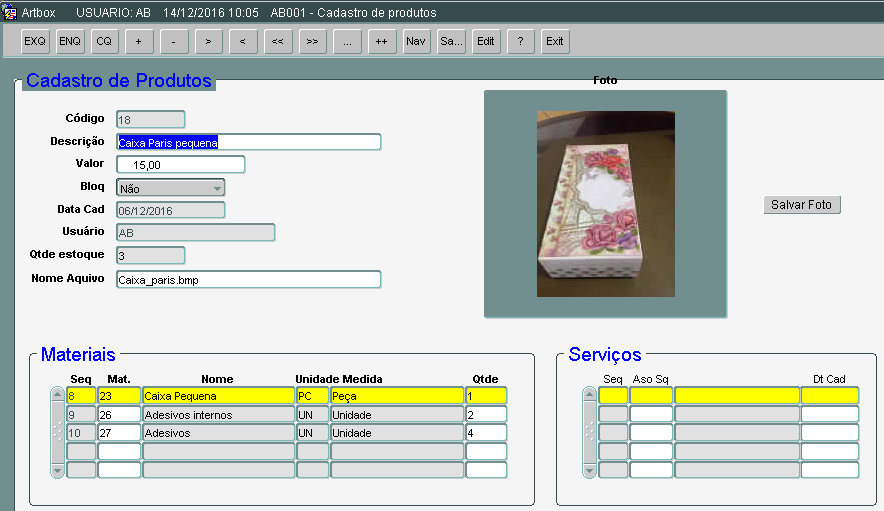 Artbox USUARIO: AB 14/12/2016 10:05 AB001 - Cadastro de produtos
EXQ ENQ CQ + - > < << >> ... ++ Nav Sa... Edit ? Exit
Cadastro de Produtos
Foto
Código 18
Descrição Caixa Paris pequena
Valor 15,00
Bloq Não
Data Cad 06/12/2016
Salvar Foto
Usuário AB
Qtde estoque 3
Nome Aquivo Caixa_paris.bmp
Materiais
Seq Mat. Nome Unidade Medida Qtde
8 23 Caixa Pequena PC Peça 1
9 26 Adesivos internos UN Unidade 2
10 27 Adesivos UN Unidade 4
Serviços
Seq Aso Sq Dt Cad